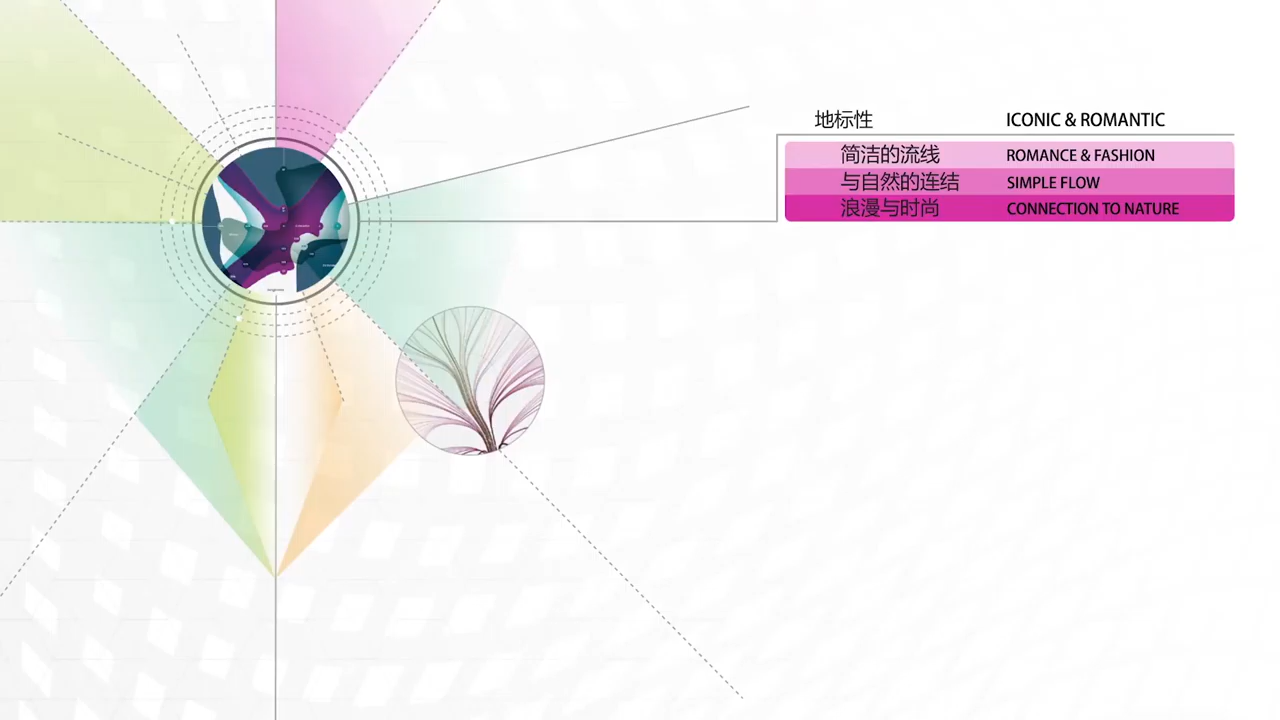 地标性 ICONIC & ROMANTIC
简洁的流线 ROMANCE & FASHION
与自然的连结 SIMPLE FLOW
浪漫与时尚 CONNECTION TO NATURE